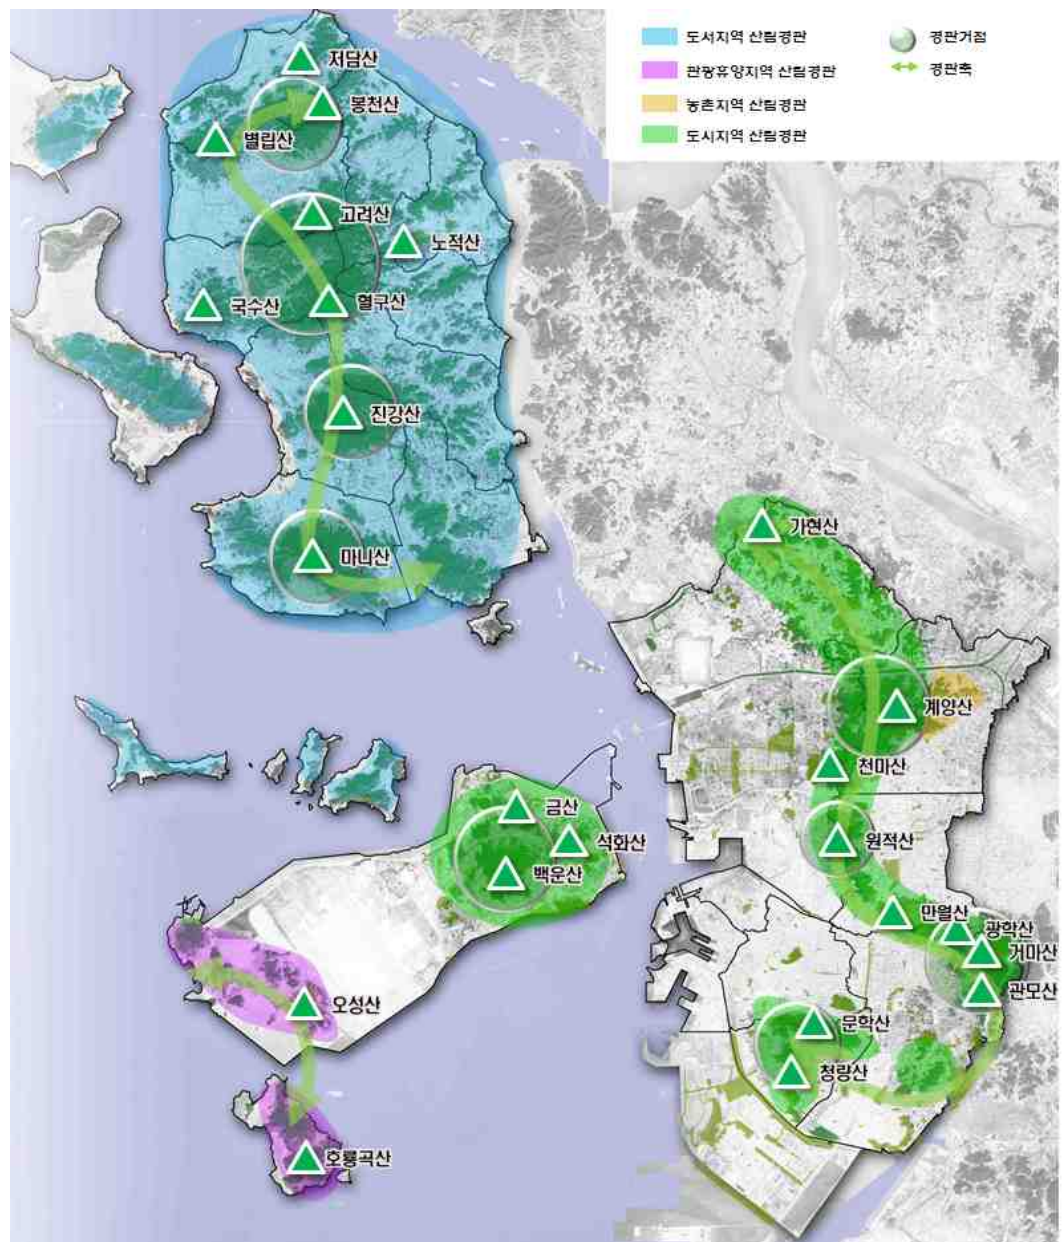 도서지역 산림경관
관광휴양지역 산림경관
농촌지역 산림경관
도시지역 산림경관
경관거점
경관축
저담산
봉천산
별립산
고려산
노적산
국수산
혈구산
진강산
마니산
가현산
계양산
천마산
금산
석화산
원적산
백운산
만월산
광학산
거마산
관모산
오성산
문학산
청량산
호룡곡산